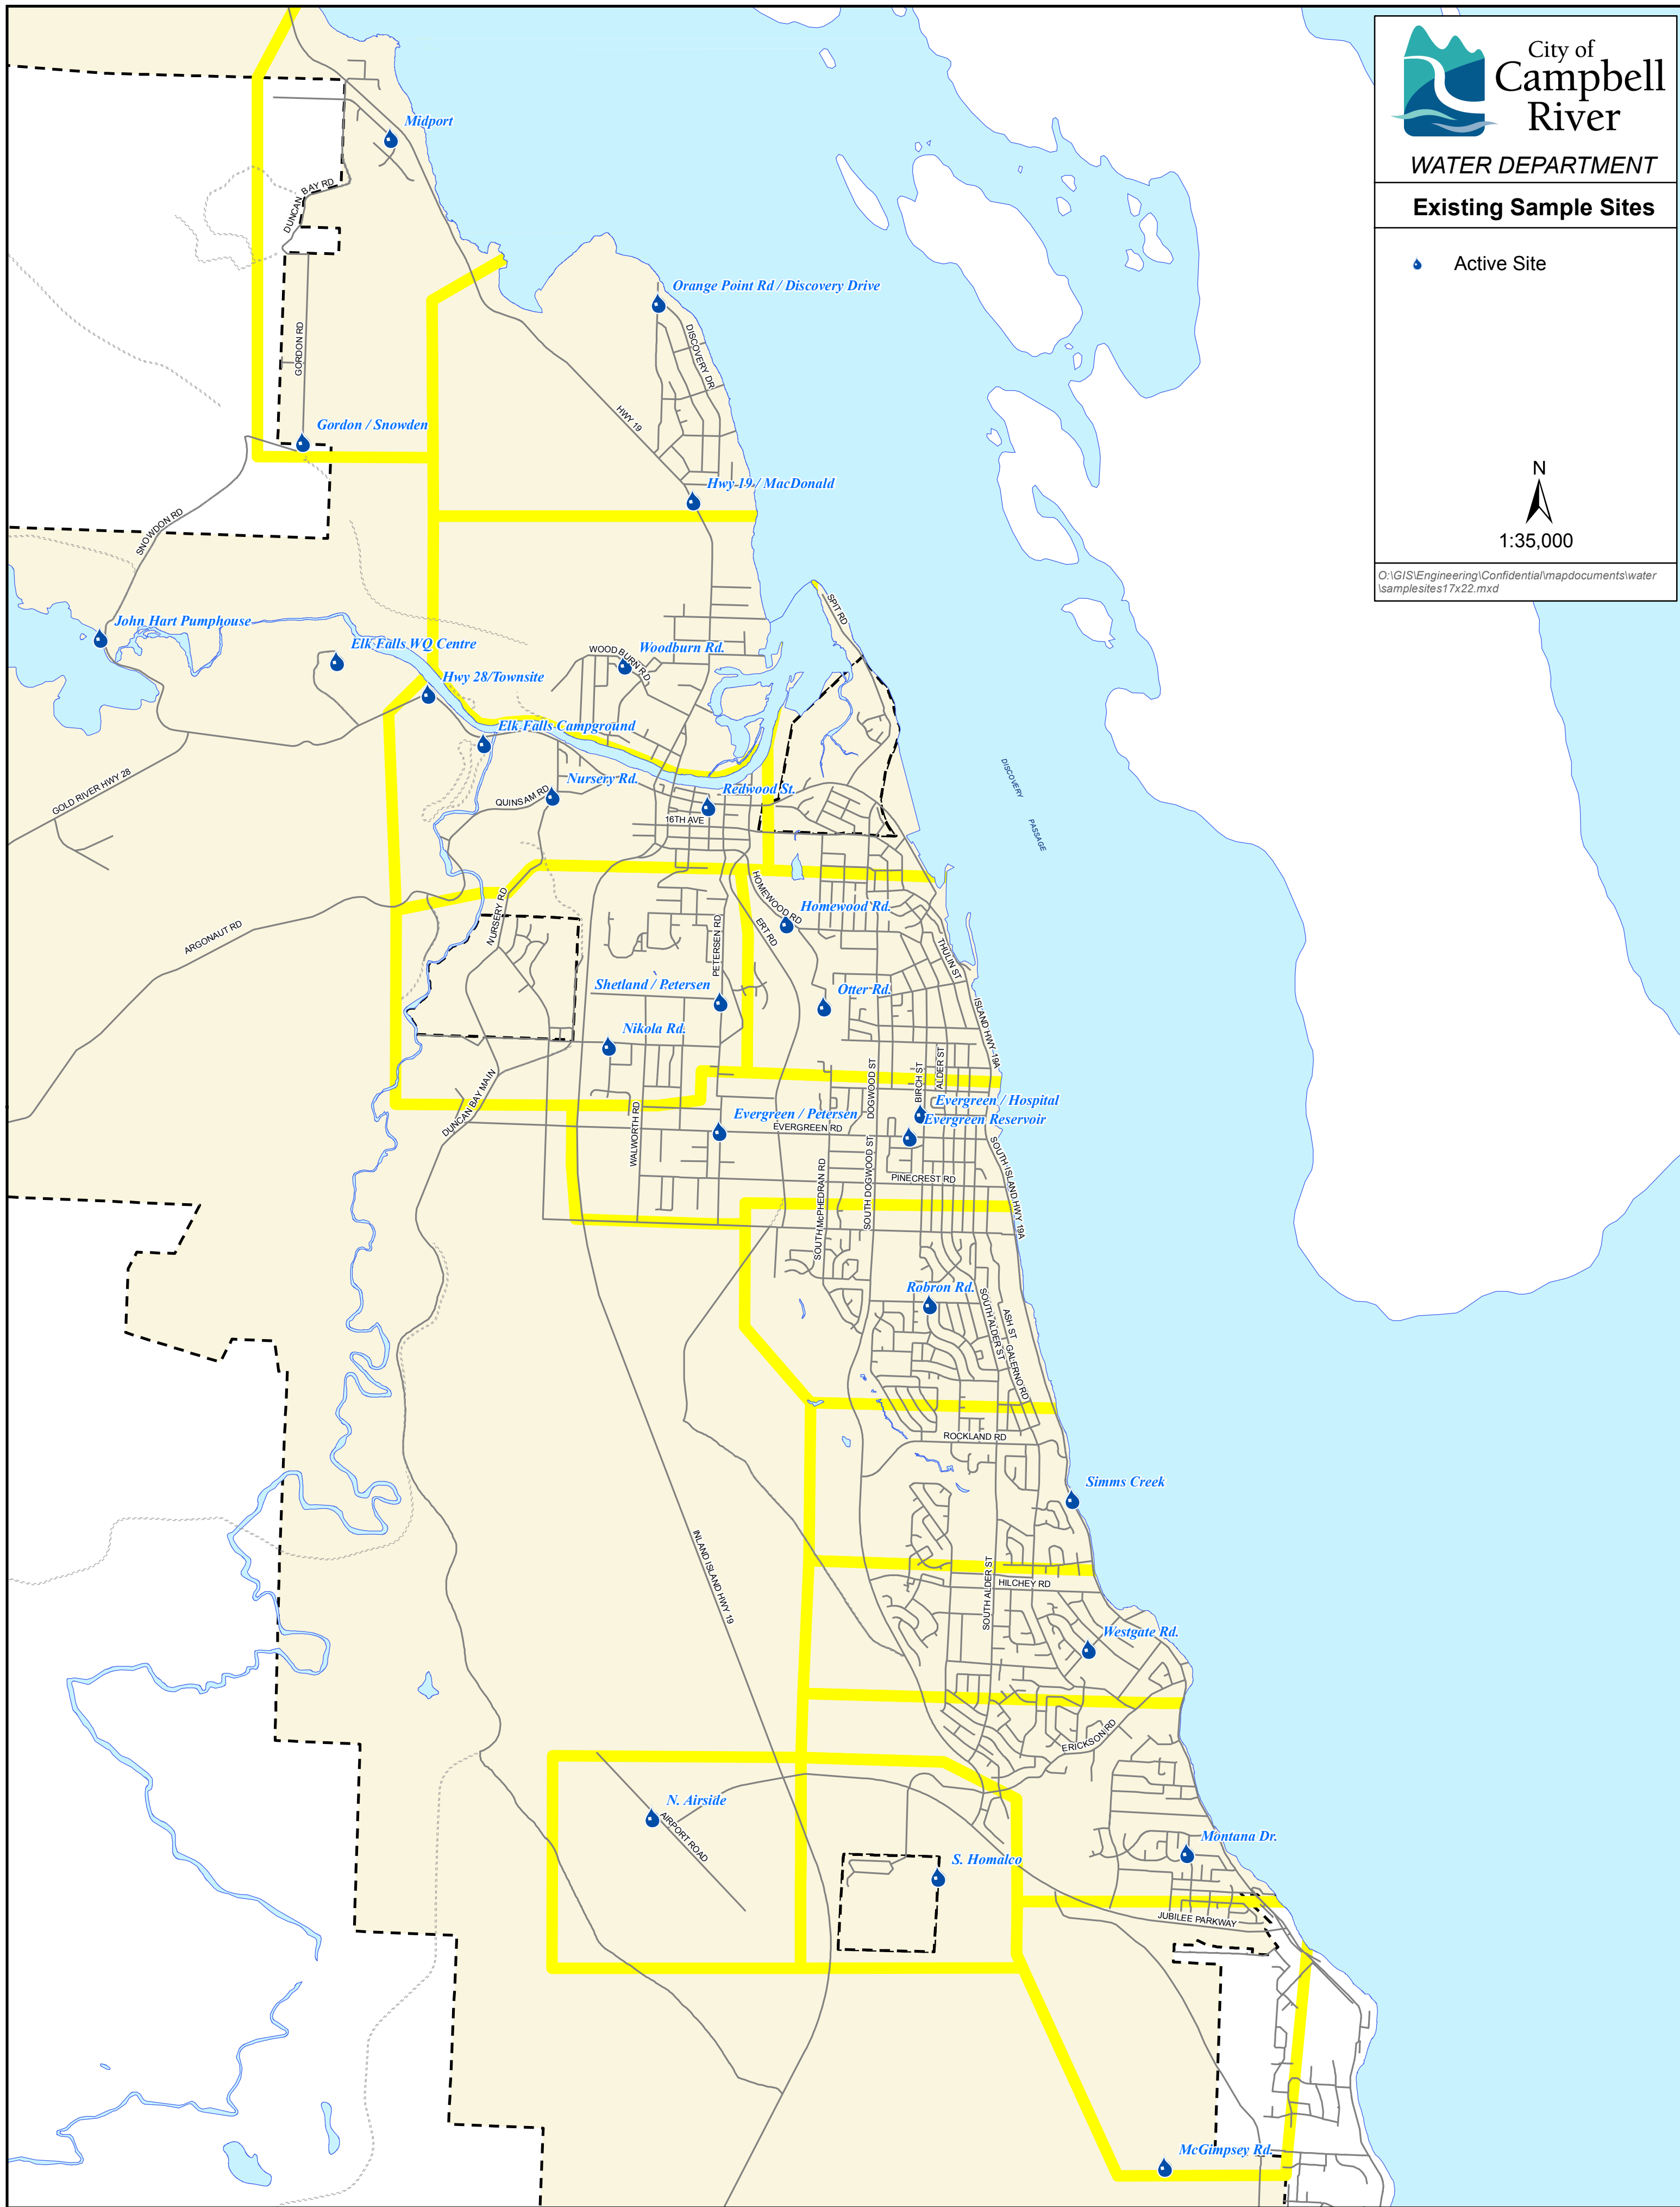 City of
Campbell
River
WATER DEPARTMENT
Existing Sample Sites
Active Site
N
1:35,000
O:\GIS\Engineering\Confidential\mapdocuments\water
\samplesites17x22.mxd
Midport
DUNCAN BAY RD
Orange Point Rd / Discovery Drive
DISCOVERY DR
GORDON RD
HWY 19
Gordon / Snowden
Hwy 19 / MacDonald
SNOWDON RD
SPIT RD
John Hart Pumphouse
Elk Falls WQ Centre
WOODBURN RD.
Woodburn Rd.
Hwy 28/Townsite
Elk Falls Campground
GOLD RIVER HWY 28
Nursery Rd.
QUINSAM RD
Redwood St.
16TH AVE
DISCOVERY
PASSAGE
HOMEWOOD RD
Homewood Rd.
NURSERY RD
ARGONAUT RD
PETERSEN RD
ERT RD
THULIN ST
Shetland / Petersen
Otter Rd.
ISLAND HWY 19A
Nikola Rd.
DOGWOOD ST
BIRCH ST
ALDER ST
DUNCAN BAY MAIN
WALWORTH RD
Evergreen / Petersen
EVERGREEN RD
Evergreen / Hospital
Evergreen Reservoir
SOUTH ISLAND HWY 19A
PINECREST RD
SOUTH McPHEDRAN RD
SOUTH DOGWOOD ST
Robron Rd.
SOUTH ALDER ST
ASH ST
GALERNO RD
ROCKLAND RD
Simms Creek
INLAND ISLAND HWY 19
SOUTH ALDER ST
HILCHEY RD
Westgate Rd.
ERICKSON RD
N. Airside
AIRPORT ROAD
Montana Dr.
S. Homalco
JUBILEE PARKWAY
McGimpsey Rd.